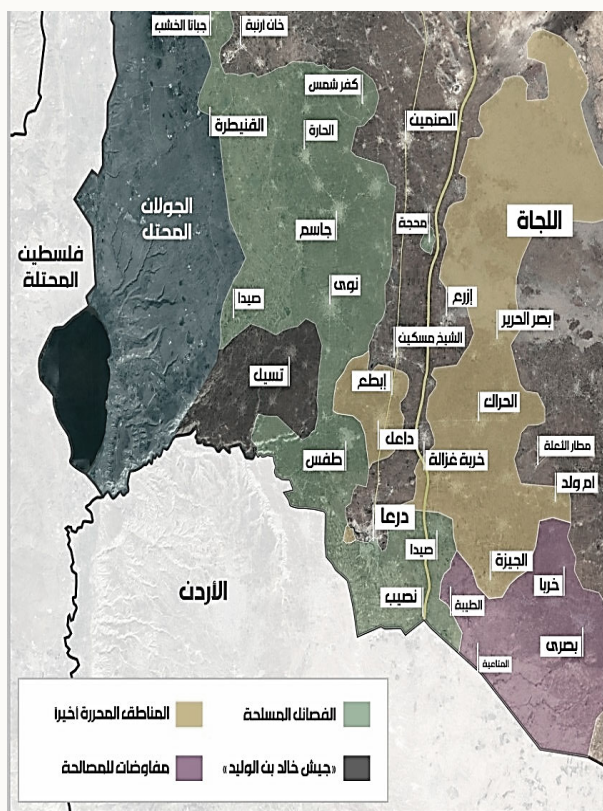 جباتا الخشب
خان ارنبة
كفر شمس
القنيطرة
الحارة
الصنمين
الجولان
المحتل
جاسم
محجة
اللجاة
فلسطين
المحتلة
نوى
صيدا
إزرع
بصر الحرير
الشيخ مسكين
تسيل
إبطع
الحراك
داعل
خربة غزالة
مطار الثعلة
طفس
ام ولد
درعا
صيدا
الجيزة
خربا
الأردن
نصيب
الطيبة
بصرى
المتاعية
الفصائل المسلحة
المناطق المحررة أخيراً
«جيش خالد بن الوليد»
مفاوضات للمصالحة